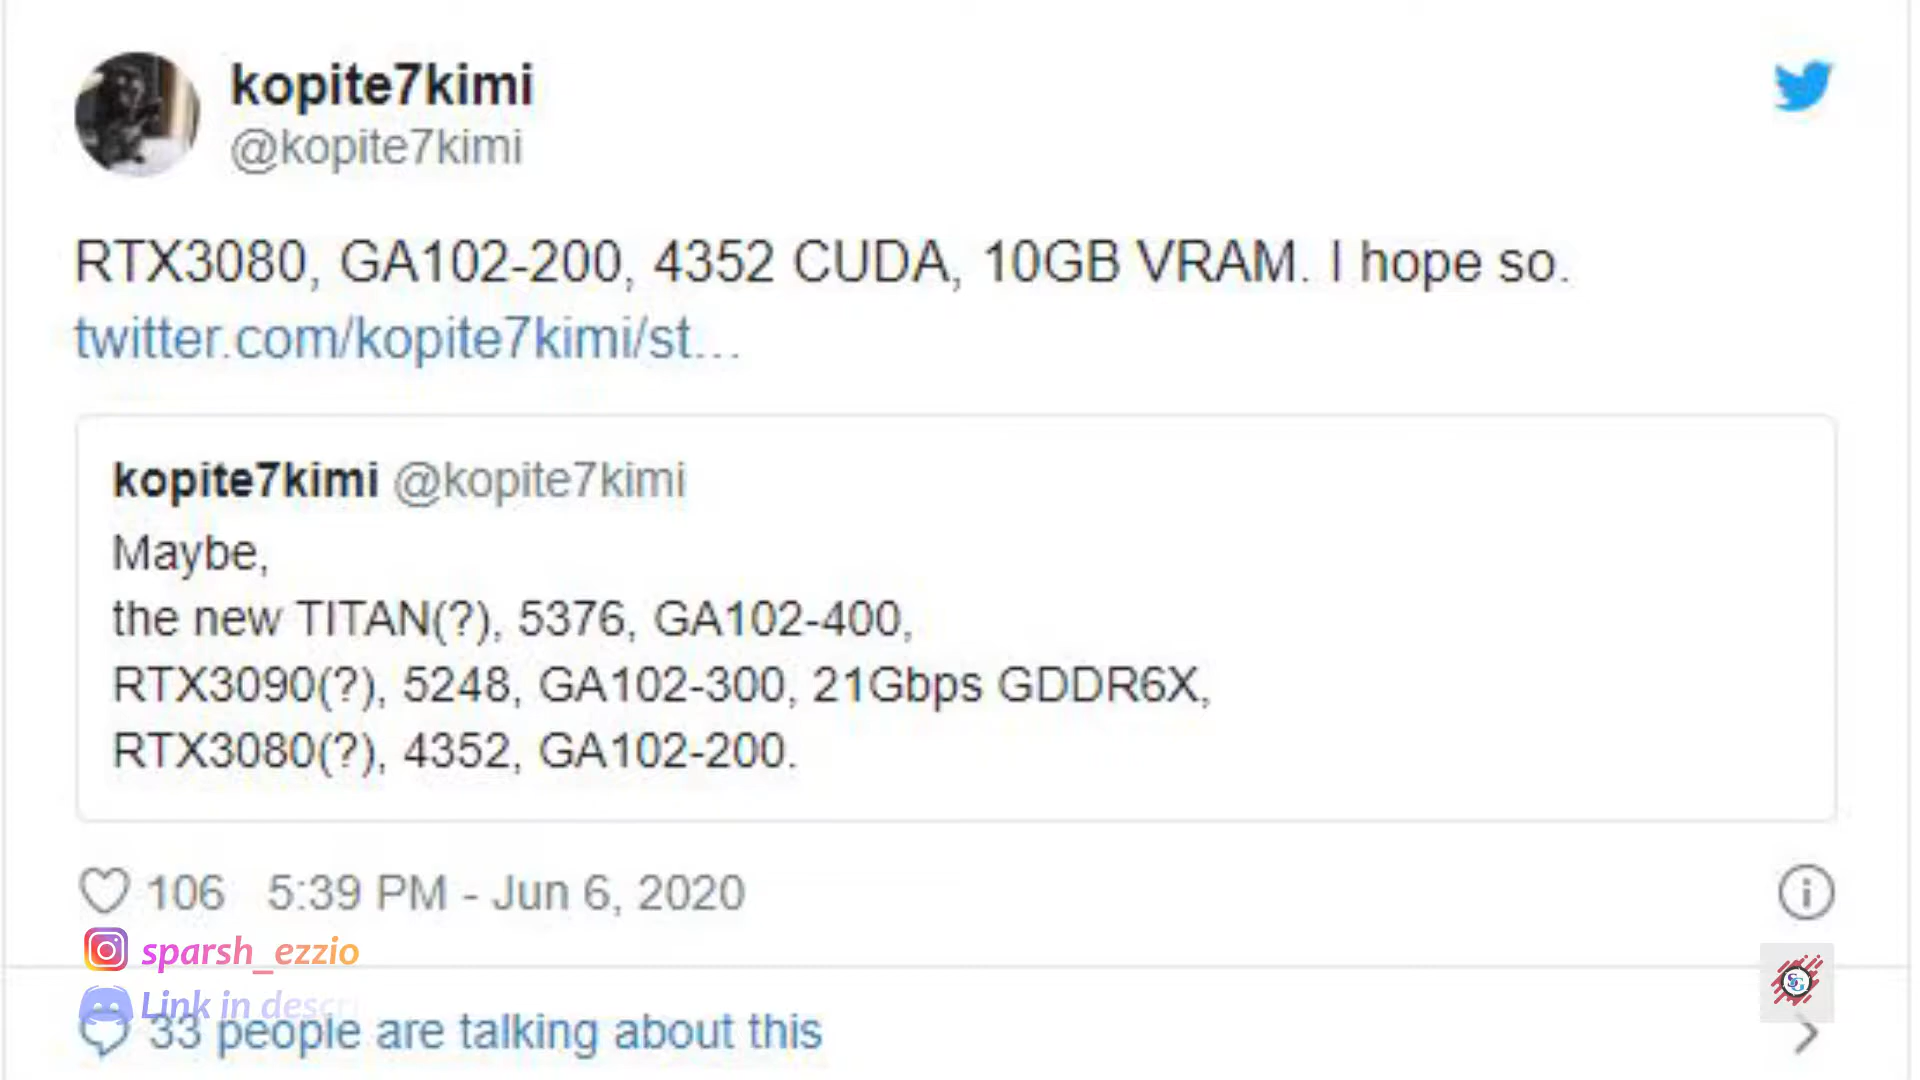 kopite7kimi
@kopite7kimi
RTX3080, GA102-200, 4352 CUDA, 10GB VRAM. I hope so.
twitter.com/kopite7kimi/st…
kopite7kimi @kopite7kimi
Maybe,
the new TITAN(?), 5376, GA102-400,
RTX3090(?), 5248, GA102-300, 21Gbps GDDR6X,
RTX3080(?), 4352, GA102-200.
106 5:39 PM - Jun 6, 2020
sparsh_ezzio
Link in descr
33 people are talking about this
SG